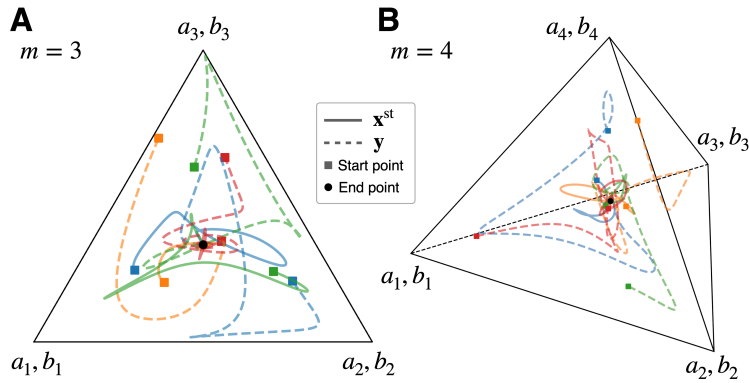 A
m = 3
a₃, b₃
a₁, b₁
a₂, b₂
xˢᵗ
y
Start point
End point
B
m = 4
a₄, b₄
a₃, b₃
a₁, b₁
a₂, b₂